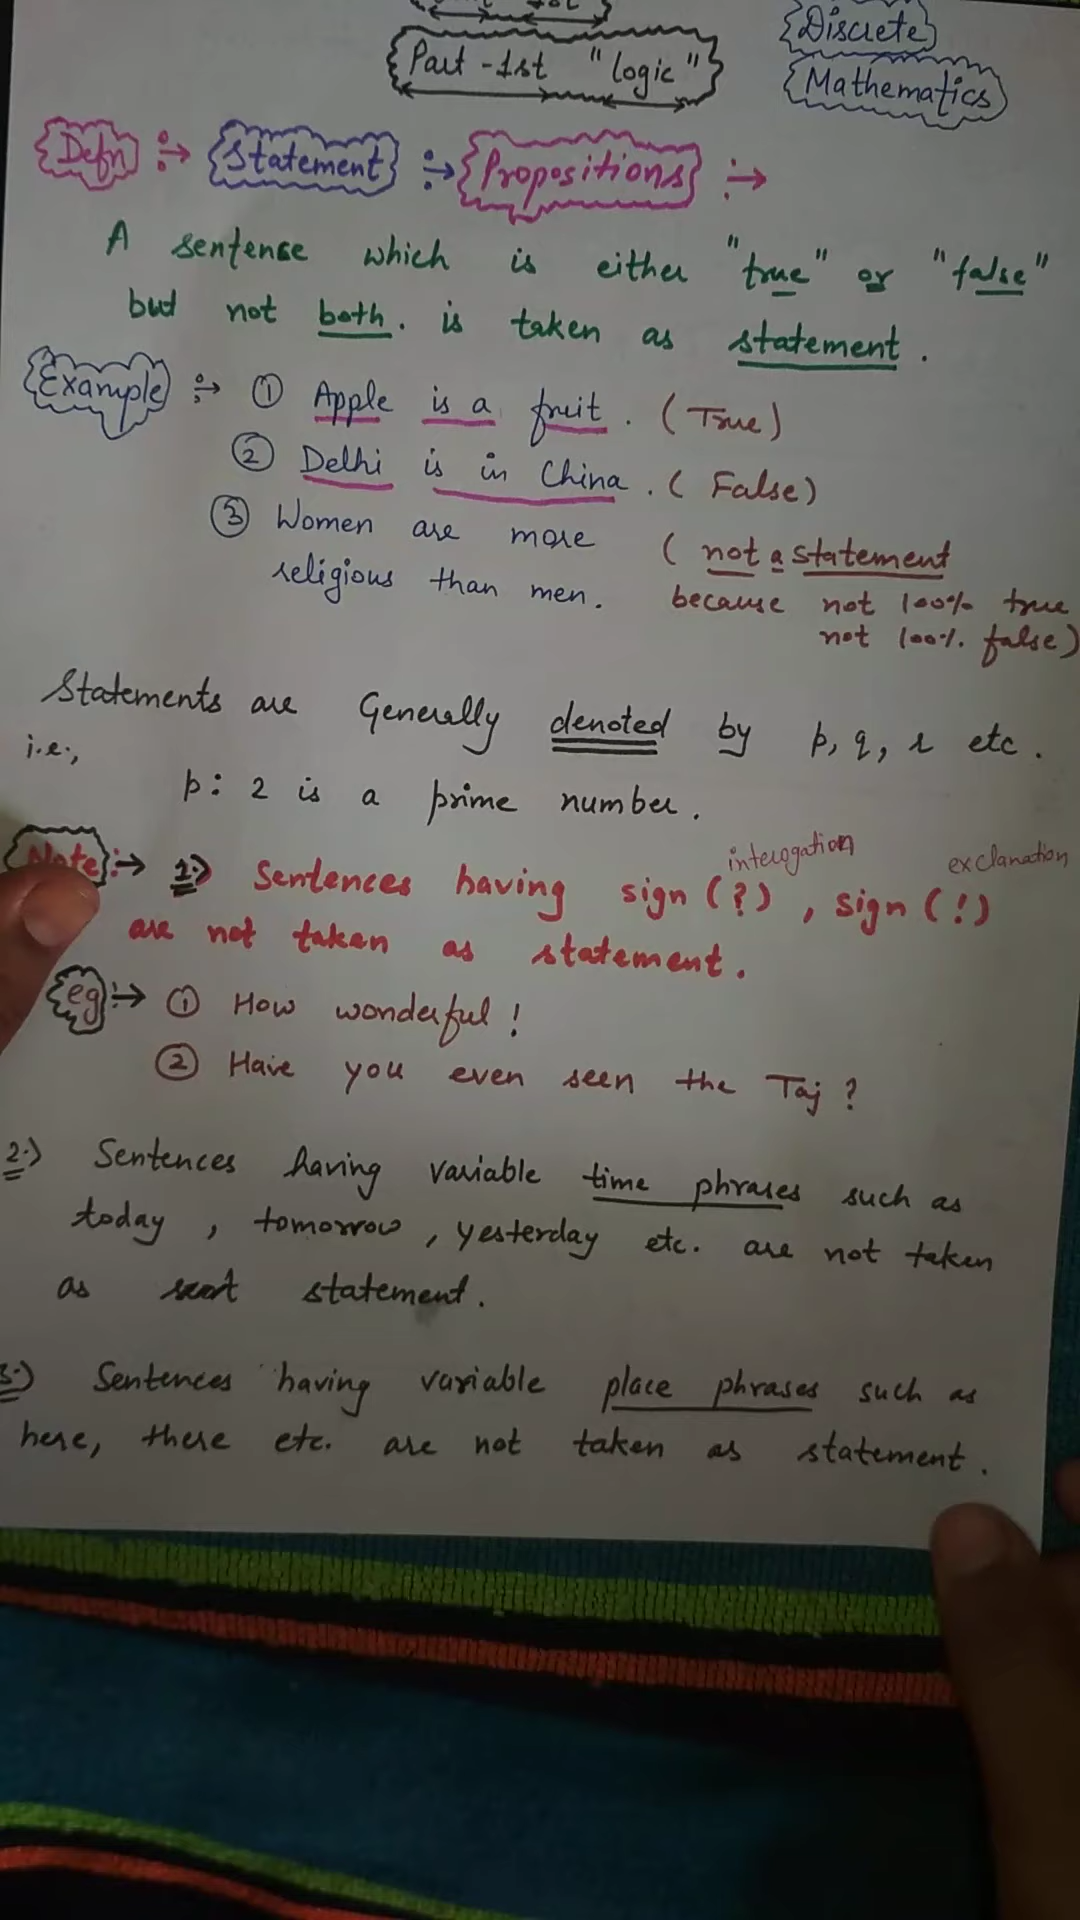 Part - 1st "logic"
Discrete
Mathematics
Defn Statement Propositions
A sentense which is either "true" or "false"
but not both. is taken as statement.
Example ① Apple is a fruit. (True)
② Delhi is in China. (False)
③ Women are more
religious than men.
(not a statement
because not 100% true
not 100% false)
Statements are Generally denoted by p, q, r etc.
i.e.,
p: 2 is a prime number.
interogation exclanation
Note:→ 1.) Sentences having sign (?), sign (!)
are not taken as statement.
eg:→ ① How wonderful!
② Have you even seen the Taj?
2.) Sentences having variable time phrases such as
today, tomorrow, yesterday etc. are not taken
as statement.
3.) Sentences having variable place phrases such as
here, there etc. are not taken as statement.